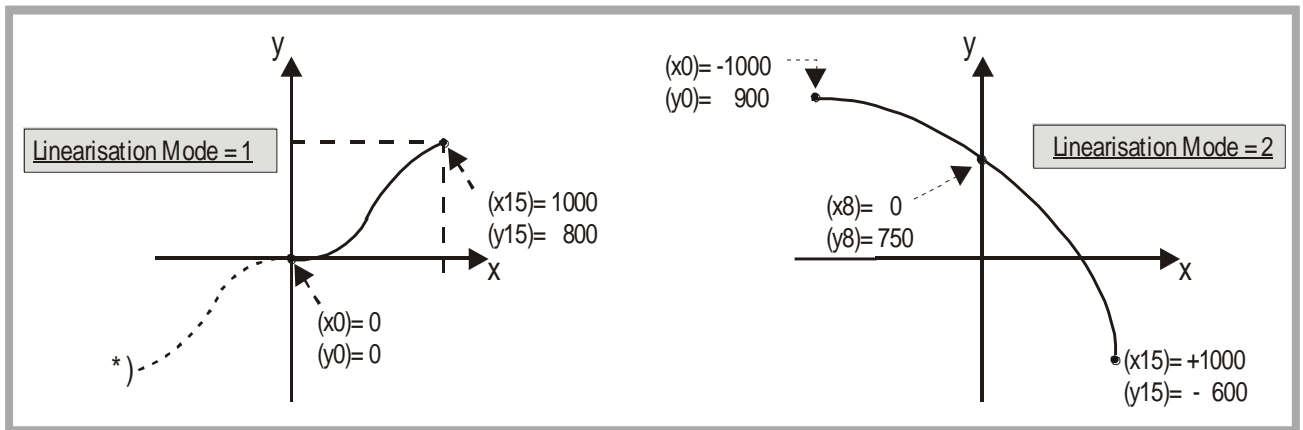 y
Linearisation Mode = 1
(x15)= 1000
(y15)= 800
x
(x0)= 0
(y0)= 0
*)
y
(x0)= -1000
(y0)= 900
Linearisation Mode = 2
(x8)= 0
(y8)= 750
x
(x15)= +1000
(y15)= - 600